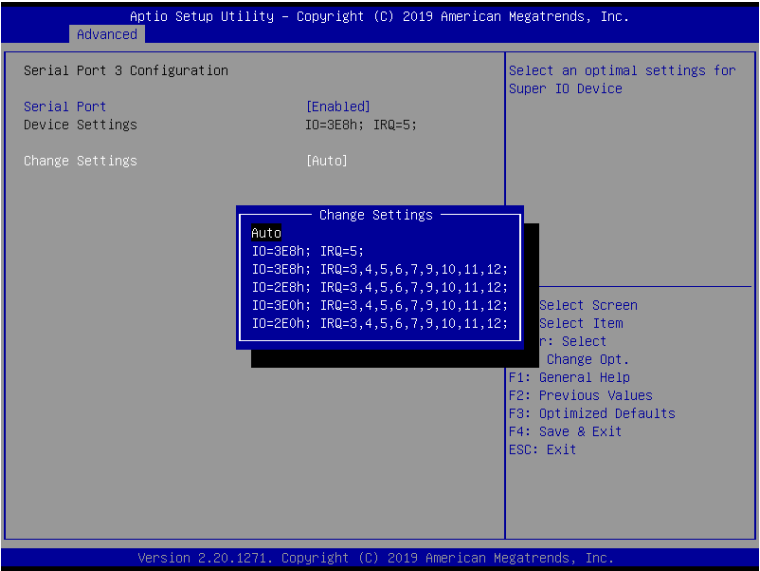 Aptio Setup Utility – Copyright (C) 2019 American Megatrends, Inc.
Advanced
Serial Port 3 Configuration
Serial Port [Enabled]
Device Settings IO=3E8h; IRQ=5;
Change Settings [Auto]
Select an optimal settings for
Super IO Device
Change Settings
Auto
IO=3E8h; IRQ=5;
IO=3E8h; IRQ=3,4,5,6,7,9,10,11,12;
IO=2E8h; IRQ=3,4,5,6,7,9,10,11,12;
IO=3E0h; IRQ=3,4,5,6,7,9,10,11,12;
IO=2E0h; IRQ=3,4,5,6,7,9,10,11,12;
Select Screen
Select Item
r: Select
Change Opt.
F1: General Help
F2: Previous Values
F3: Optimized Defaults
F4: Save & Exit
ESC: Exit
Version 2.20.1271. Copyright (C) 2019 American Megatrends, Inc.